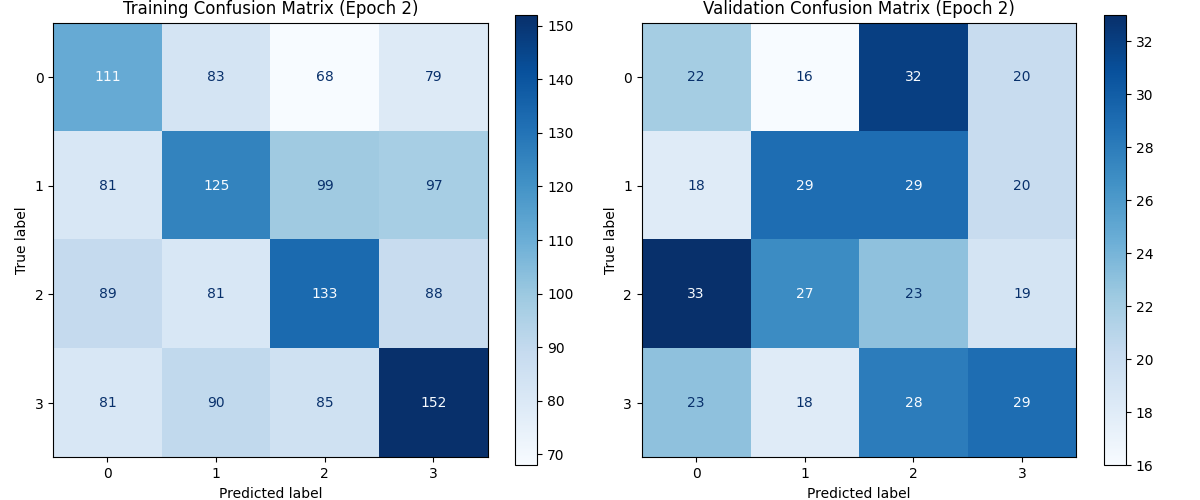 Training Confusion Matrix (Epoch 2)
Validation Confusion Matrix (Epoch 2)
True label
0
1
2
3
111 83 68 79
81 125 99 97
89 81 133 88
81 90 85 152
0 1 2 3
Predicted label
150
140
130
120
110
100
90
80
70
True label
0
1
2
3
22 16 32 20
18 29 29 20
33 27 23 19
23 18 28 29
0 1 2 3
Predicted label
32
30
28
26
24
22
20
18
16